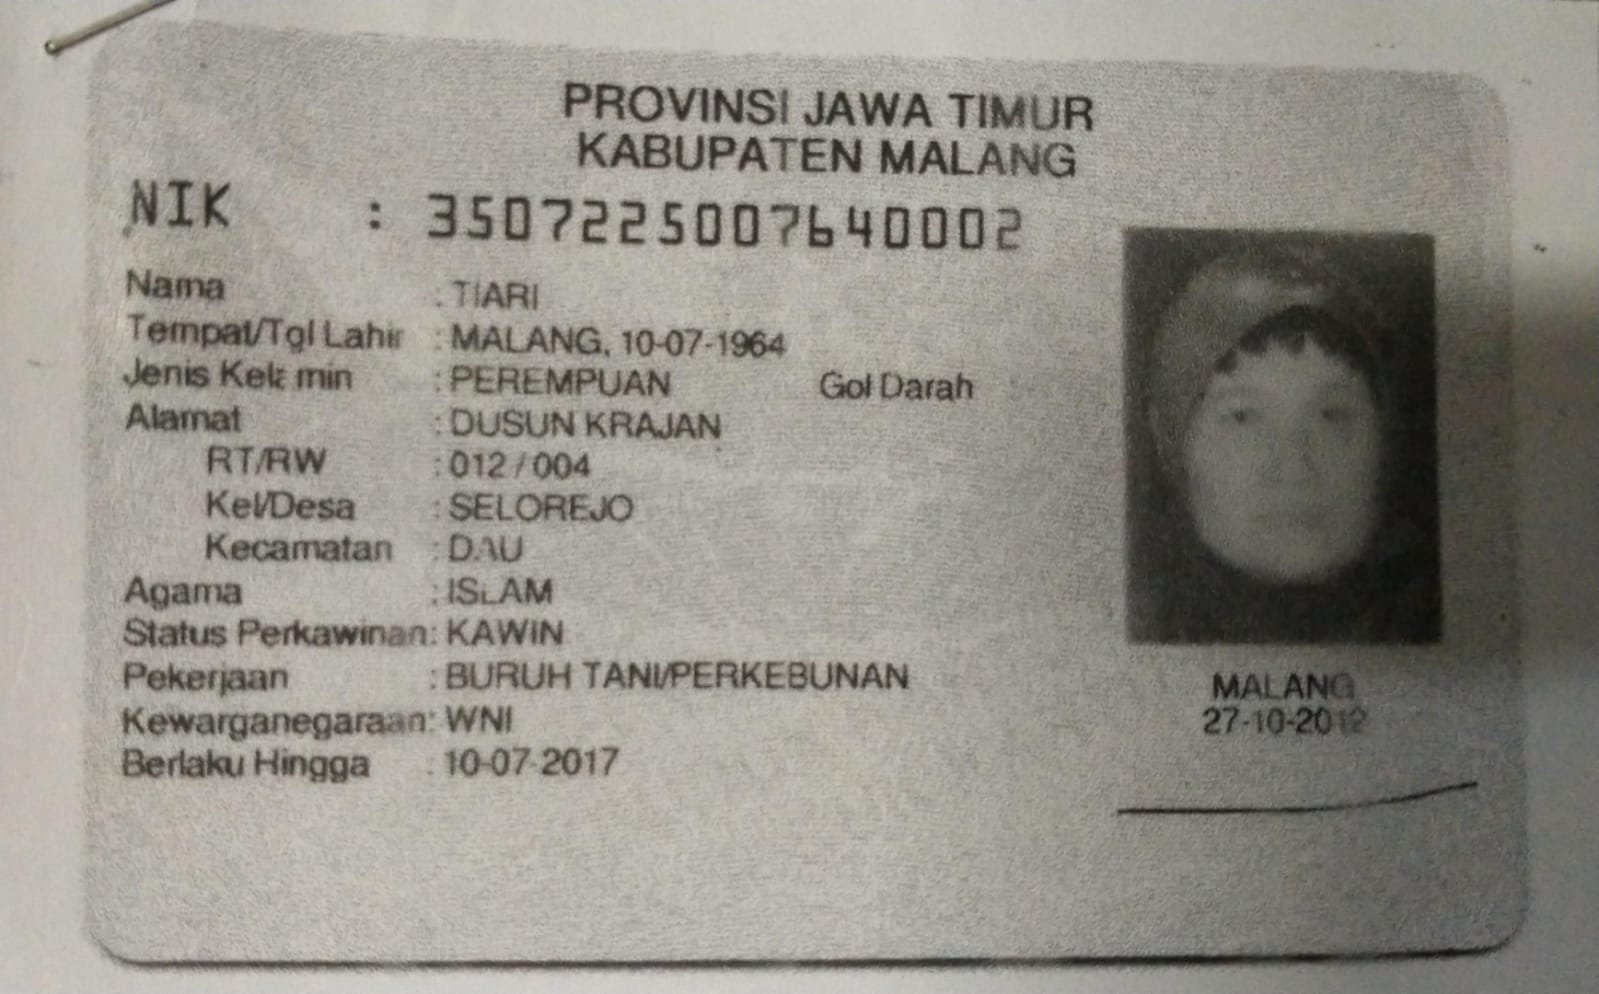 PROVINSI JAWA TIMUR
KABUPATEN MALANG
NIK : 3507225007640002
Nama : TIARI
Tempat/Tgl Lahir : MALANG, 10-07-1964
Jenis Kelamin : PEREMPUAN Gol Darah
Alamat : DUSUN KRAJAN
RT/RW : 012 / 004
Kel/Desa : SELOREJO
Kecamatan : DAU
Agama : ISLAM
Status Perkawinan: KAWIN
Pekerjaan : BURUH TANI/PERKEBUNAN
Kewarganegaraan: WNI
Berlaku Hingga : 10-07-2017
MALANG
27-10-2012